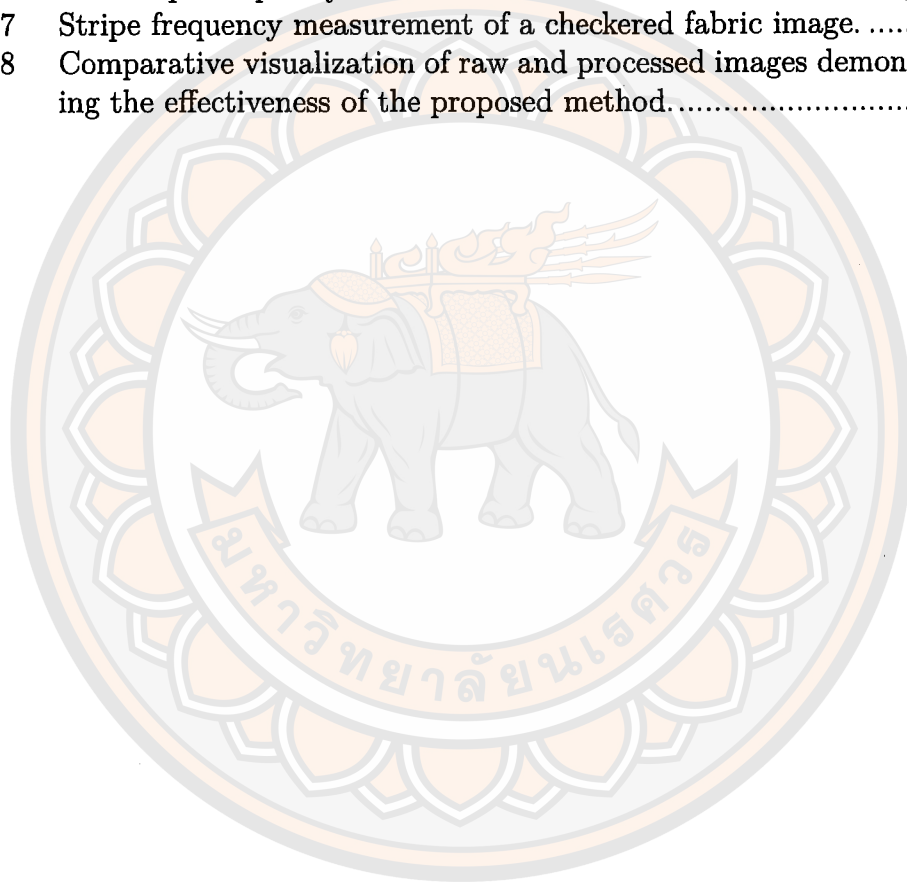 7 Stripe frequency measurement of a checkered fabric image. .....
8 Comparative visualization of raw and processed images demon
ing the effectiveness of the proposed method...........................
มหาวิทยาลัยนเรศวร